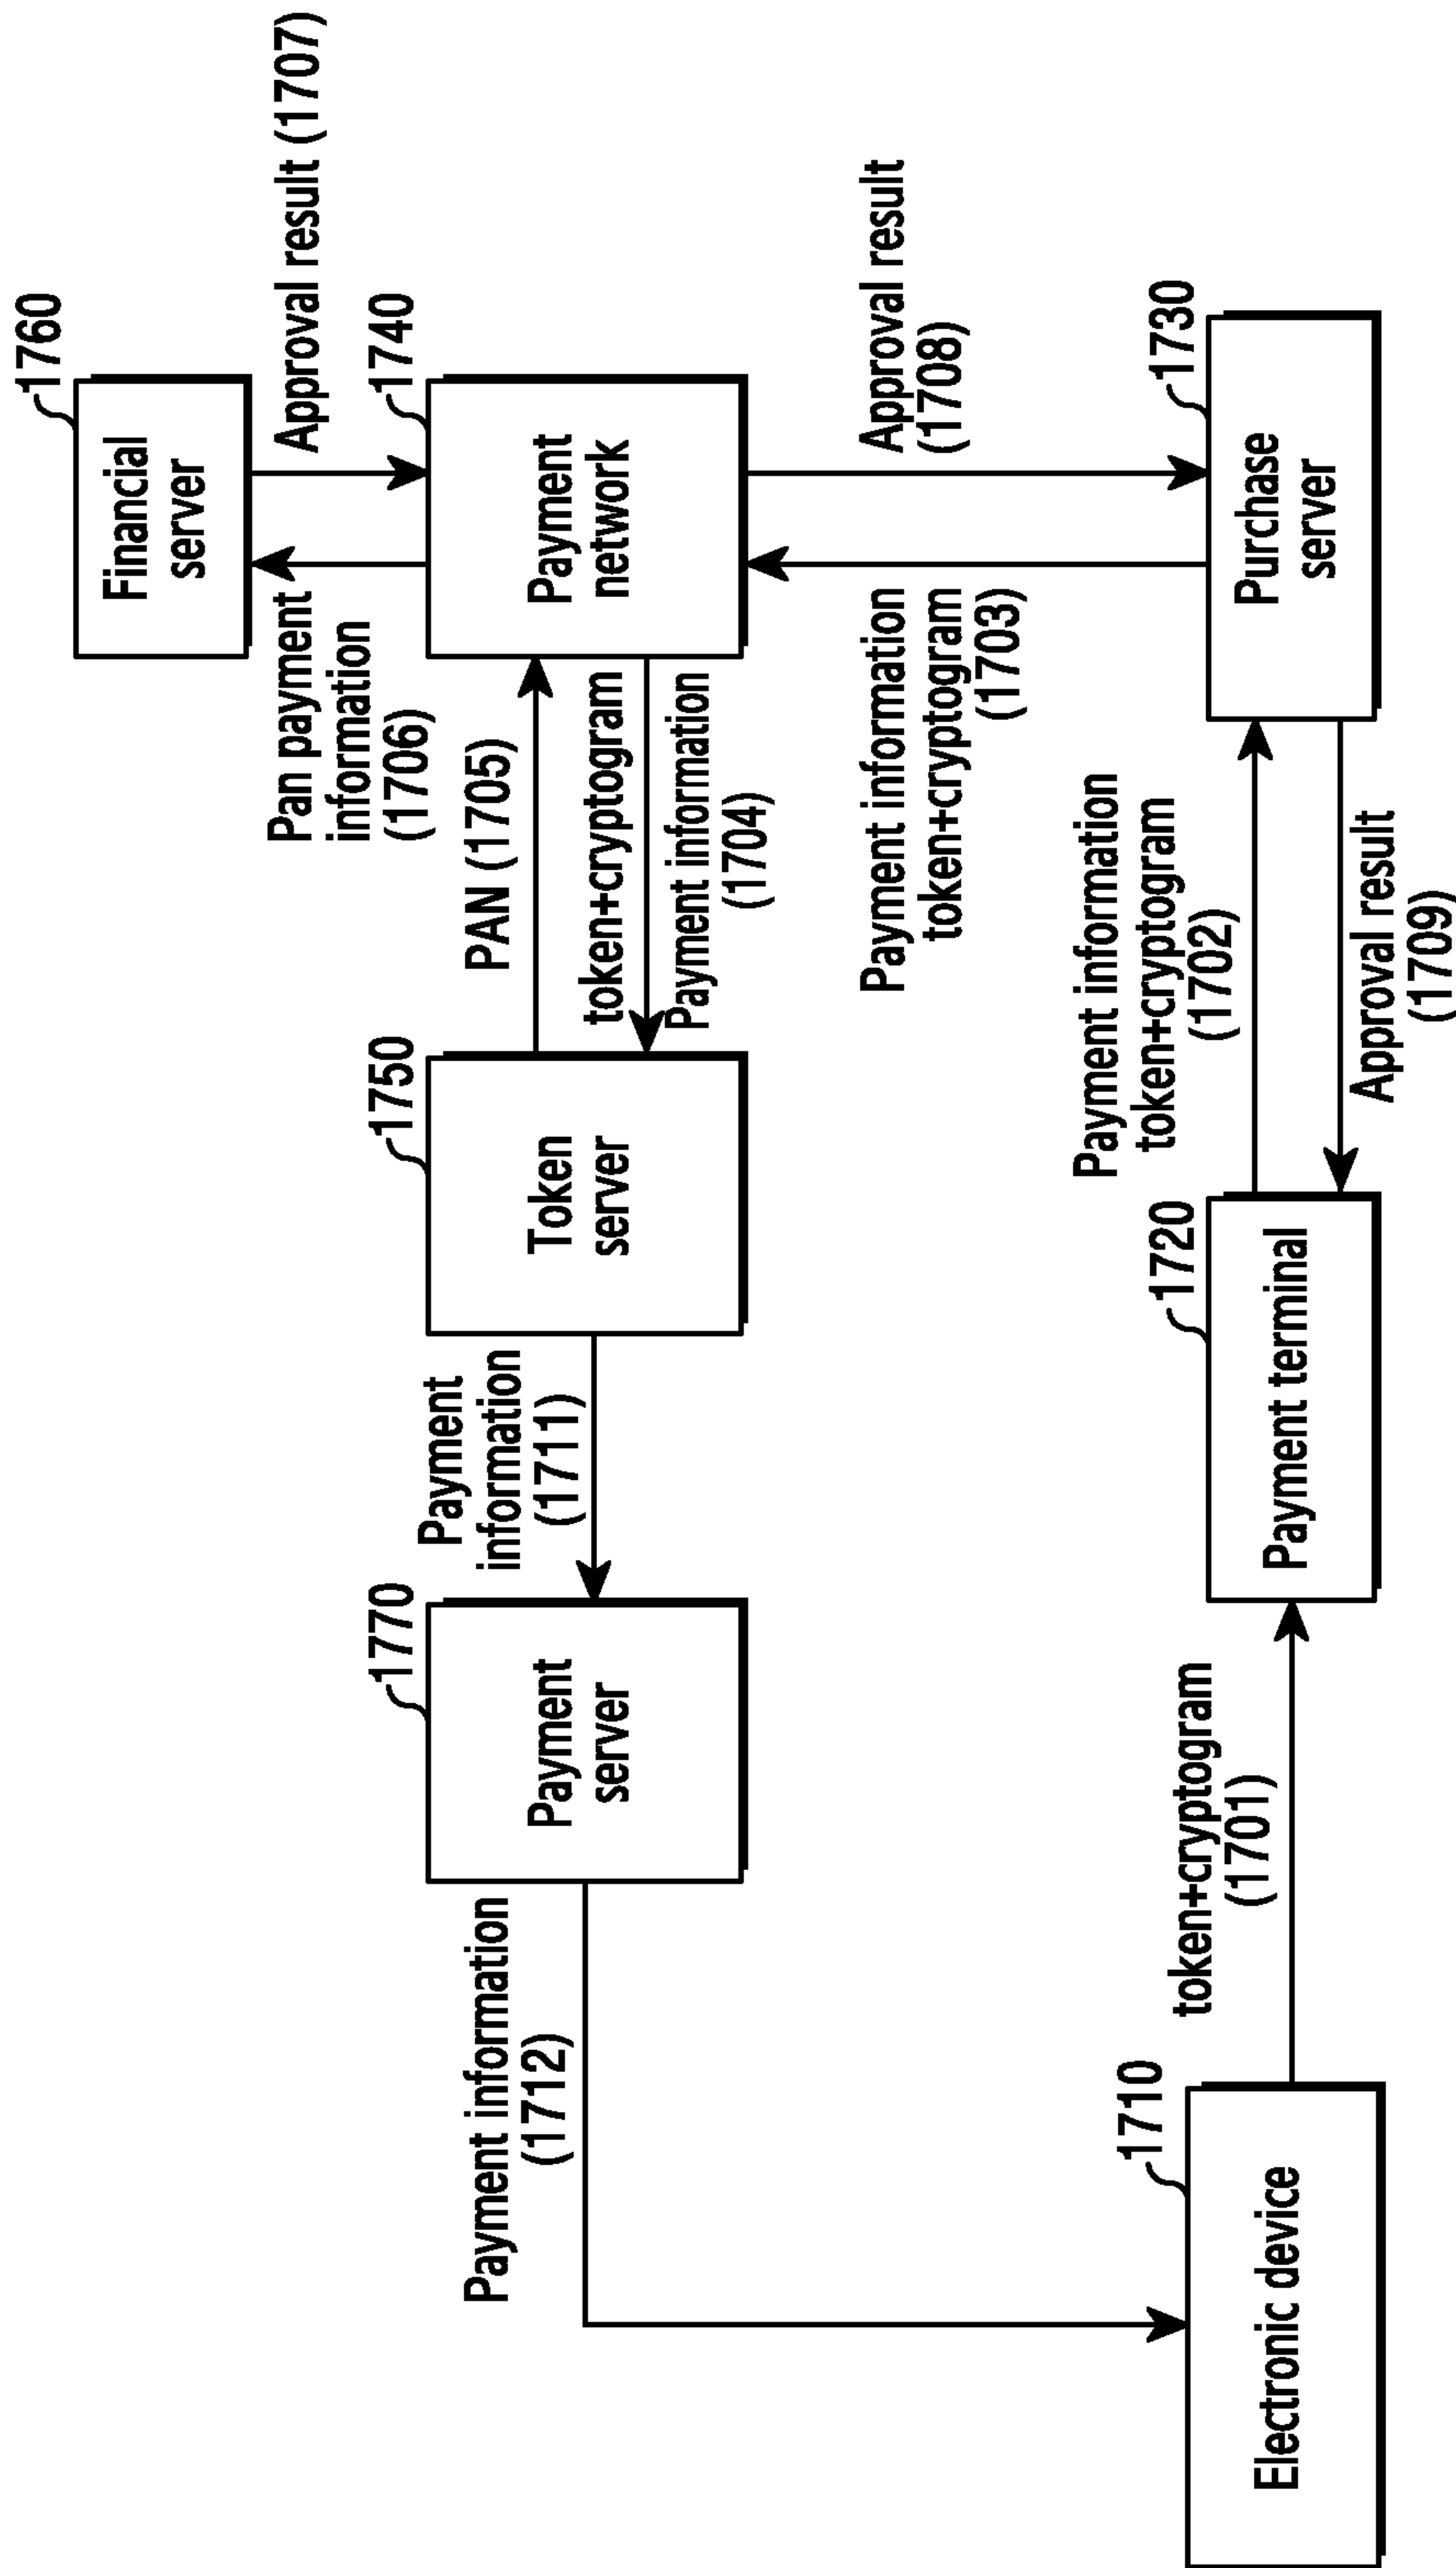 1760
Financial
server
Approval result (1707)
Pan payment
information
(1706)
1770
Payment
server
Payment
information
(1711)
1750
Token
server
PAN (1705)
token+cryptogram
Payment information
(1704)
1740
Payment
network
Payment information
(1712)
Payment information
token+cryptogram
(1703)
Approval result
(1708)
1710
Electronic device
token+cryptogram
(1701)
1720
Payment terminal
Payment information
token+cryptogram
(1702)
Approval result
(1709)
1730
Purchase
server